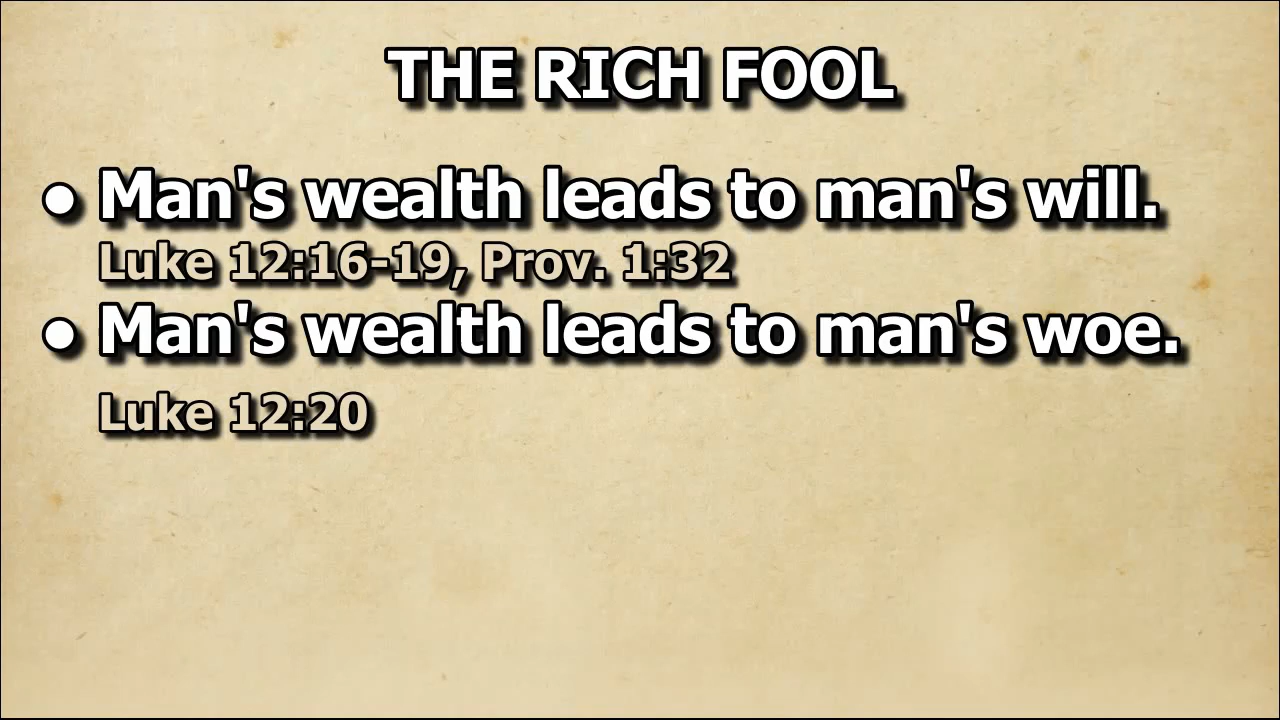 THE RICH FOOL
● Man's wealth leads to man's will.
Luke 12:16-19, Prov. 1:32
● Man's wealth leads to man's woe.
Luke 12:20